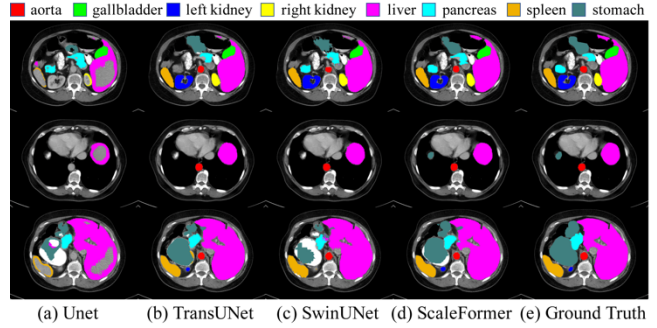 aorta gallbladder left kidney right kidney liver pancreas spleen stomach
(a) Unet (b) TransUNet (c) SwinUNet (d) ScaleFormer (e) Ground Truth